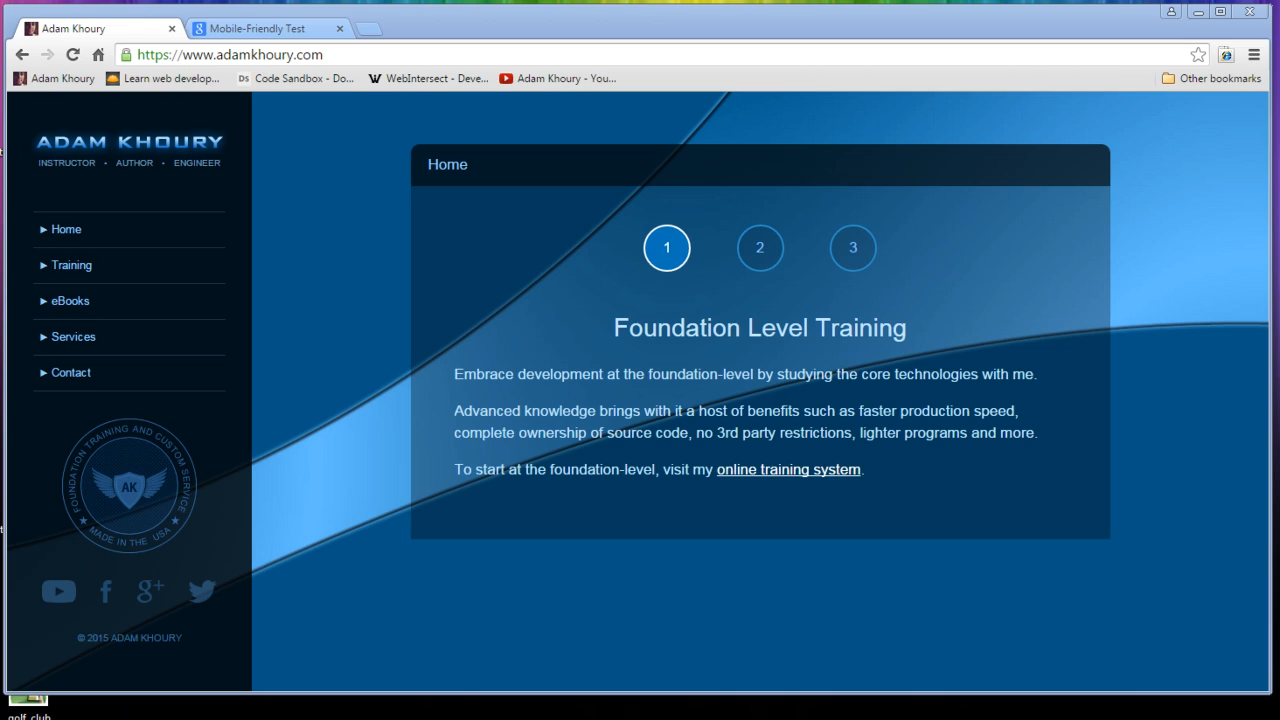 Adam Khoury
Mobile-Friendly Test
https://www.adamkhoury.com
Adam Khoury
Learn web develop...
DS Code Sandbox - Do...
W WebIntersect - Deve...
Adam Khoury - You...
Other bookmarks
ADAM KHOURY
INSTRUCTOR • AUTHOR • ENGINEER
► Home
► Training
► eBooks
► Services
► Contact
FOUNDATION TRAINING AND CUSTOM SERVICE
AK
★ MADE IN THE USA ★
© 2015 ADAM KHOURY
Home
1 2 3
Foundation Level Training
Embrace development at the foundation-level by studying the core technologies with me.
Advanced knowledge brings with it a host of benefits such as faster production speed,
complete ownership of source code, no 3rd party restrictions, lighter programs and more.
To start at the foundation-level, visit my online training system.
golf_club